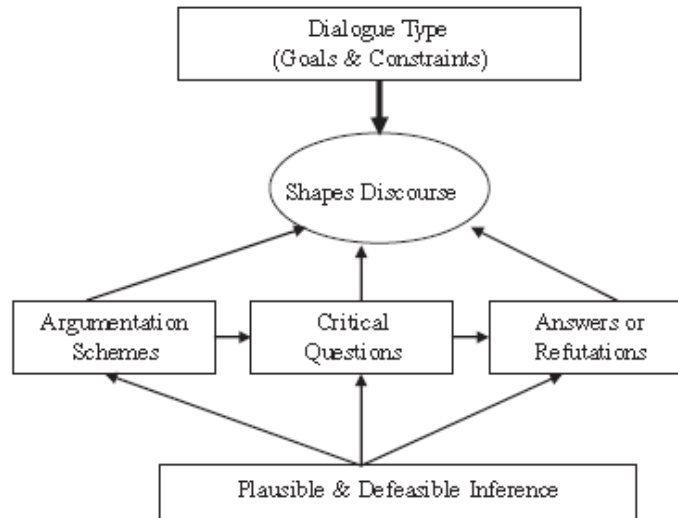 Dialogue Type
(Goals & Constraints)
Shapes Discourse
Argumentation
Schemes
Critical
Questions
Answers or
Refutations
Plausible & Defeasible Inference